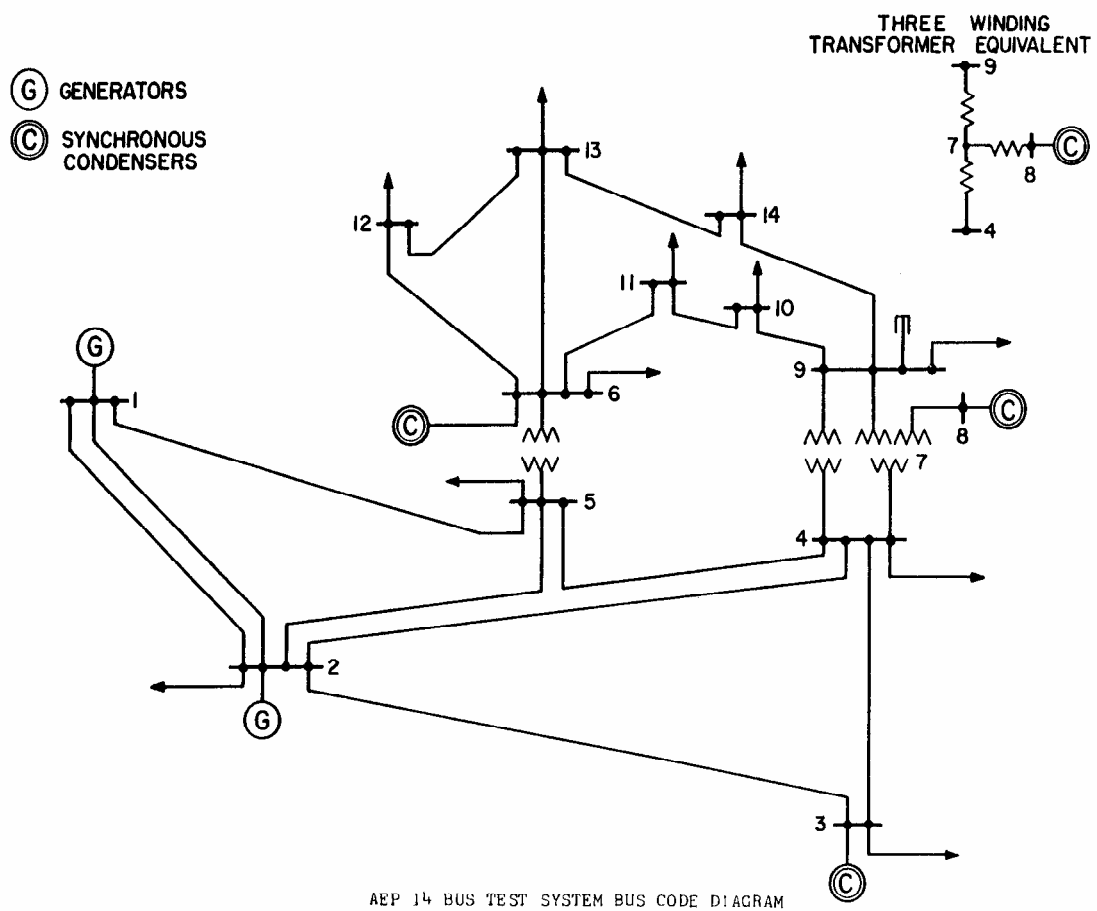 THREE WINDING
TRANSFORMER EQUIVALENT
9
7
C
8
4
G GENERATORS
C SYNCHRONOUS
CONDENSERS
13
12
14
11
10
G
1
9
6
C
8
C
7
5
4
2
G
3
C
AEP 14 BUS TEST SYSTEM BUS CODE DIAGRAM